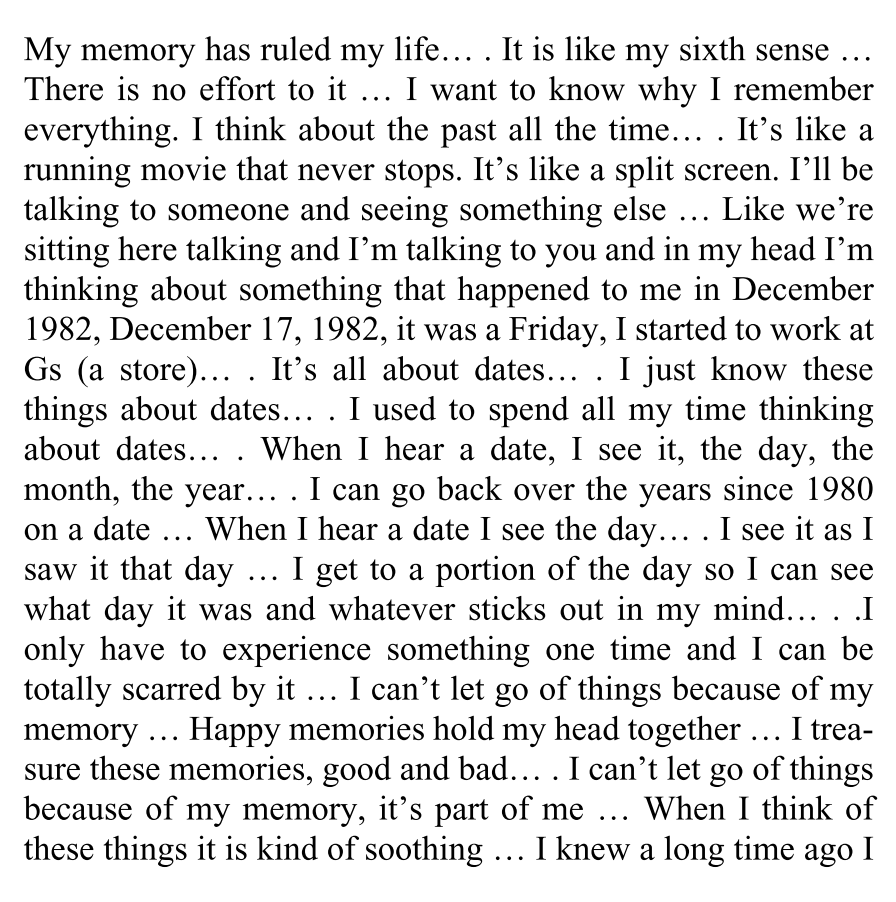 My memory has ruled my life… . It is like my sixth sense …
There is no effort to it … I want to know why I remember
everything. I think about the past all the time… . It’s like a
running movie that never stops. It’s like a split screen. I’ll be
talking to someone and seeing something else … Like we’re
sitting here talking and I’m talking to you and in my head I’m
thinking about something that happened to me in December
1982, December 17, 1982, it was a Friday, I started to work at
Gs (a store)… . It’s all about dates… . I just know these
things about dates… . I used to spend all my time thinking
about dates… . When I hear a date, I see it, the day, the
month, the year… . I can go back over the years since 1980
on a date … When I hear a date I see the day… . I see it as I
saw it that day … I get to a portion of the day so I can see
what day it was and whatever sticks out in my mind… . .I
only have to experience something one time and I can be
totally scarred by it … I can’t let go of things because of my
memory … Happy memories hold my head together … I trea-
sure these memories, good and bad… . I can’t let go of things
because of my memory, it’s part of me … When I think of
these things it is kind of soothing … I knew a long time ago I